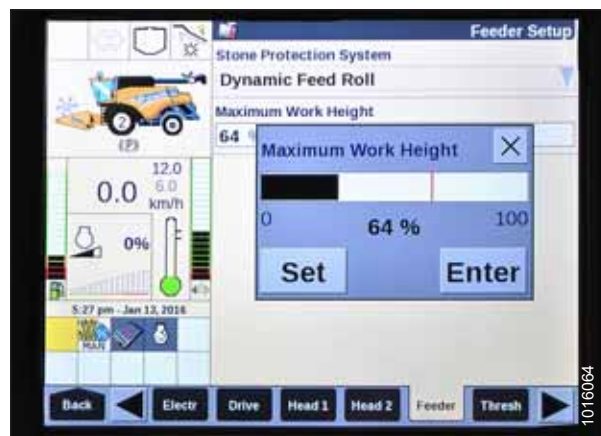 Feeder Setup
Stone Protection System
Dynamic Feed Roll
Maximum Work Height
64 %
Maximum Work Height
0
64 %
100
Set
Enter
2
(P)
12.0
6.0
0.0
km/h
0%
5:27 pm - Jan 13, 2016
MAN
Back
Electr
Drive
Head 1
Head 2
Feeder
Thresh
1016064